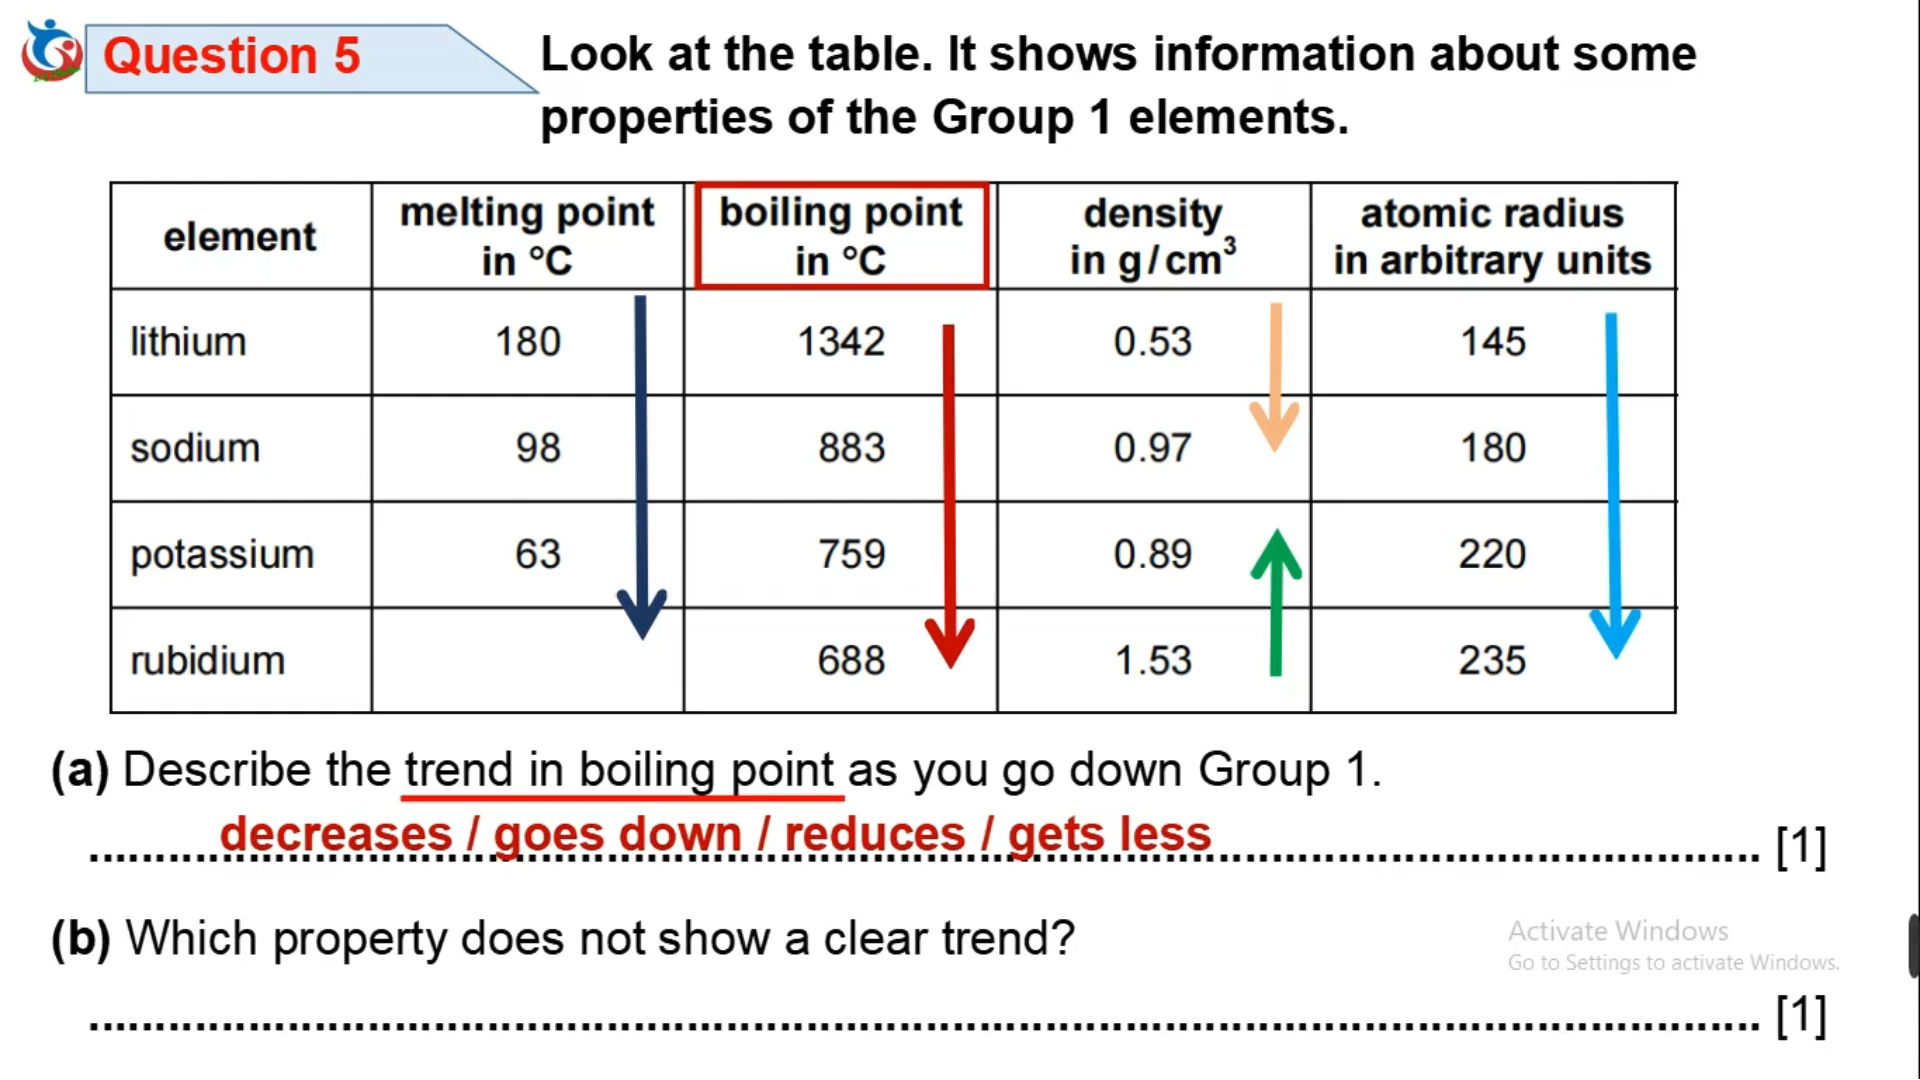 Question 5
Look at the table. It shows information about some
properties of the Group 1 elements.
element
melting point
in °C
boiling point
in °C
density
in g/cm³
atomic radius
in arbitrary units
lithium 180 1342 0.53 145
sodium 98 883 0.97 180
potassium 63 759 0.89 220
rubidium 688 1.53 235
(a) Describe the trend in boiling point as you go down Group 1.
decreases / goes down / reduces / gets less [1]
(b) Which property does not show a clear trend?
[1]
Activate Windows
Go to Settings to activate Windows.